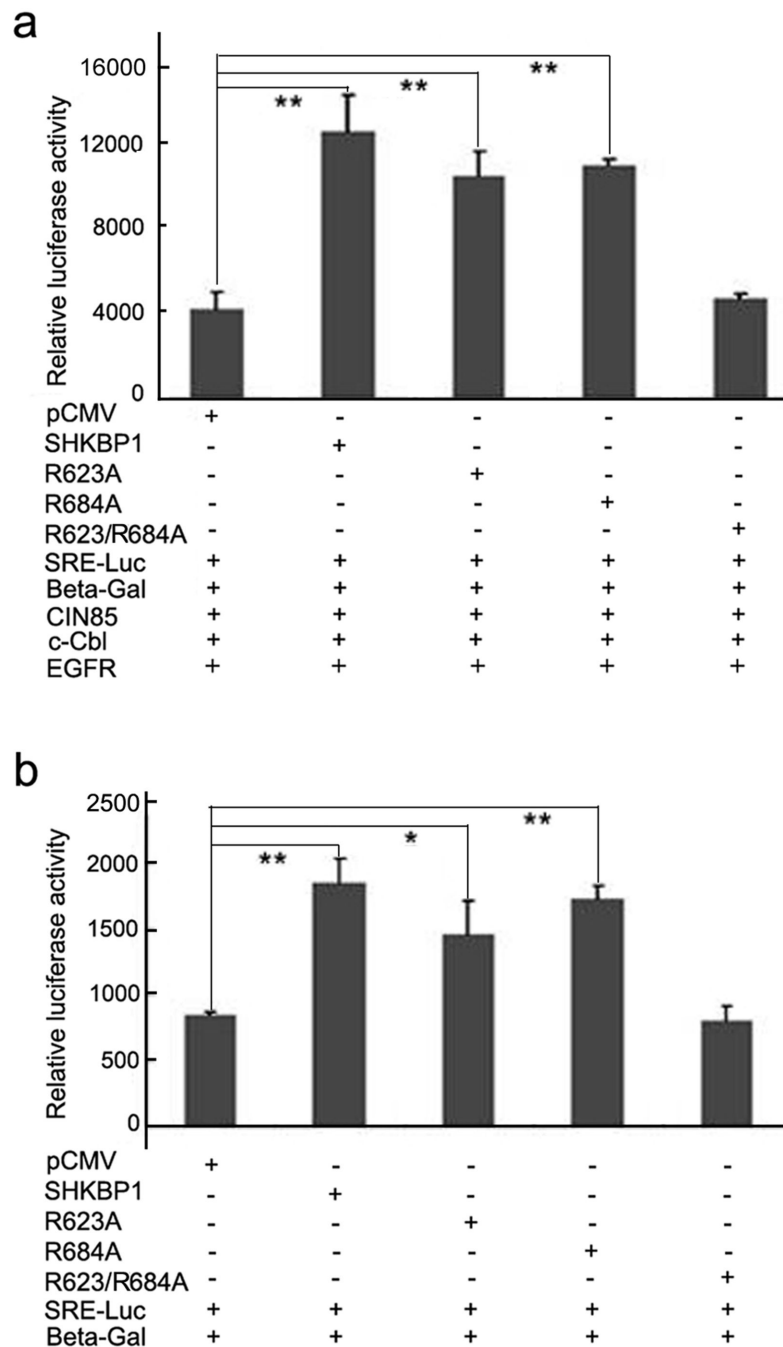 a
Relative luciferase activity
16000
12000
8000
4000
0
**
**
**
pCMV + - - - -
SHKBP1 - + - - -
R623A - - + - -
R684A - - - + -
R623/R684A - - - - +
SRE-Luc + + + + +
Beta-Gal + + + + +
CIN85 + + + + +
c-Cbl + + + + +
EGFR + + + + +
b
Relative luciferase activity
2500
2000
1500
1000
500
0
**
*
**
pCMV + - - - -
SHKBP1 - + - - -
R623A - - + - -
R684A - - - + -
R623/R684A - - - - +
SRE-Luc + + + + +
Beta-Gal + + + + +